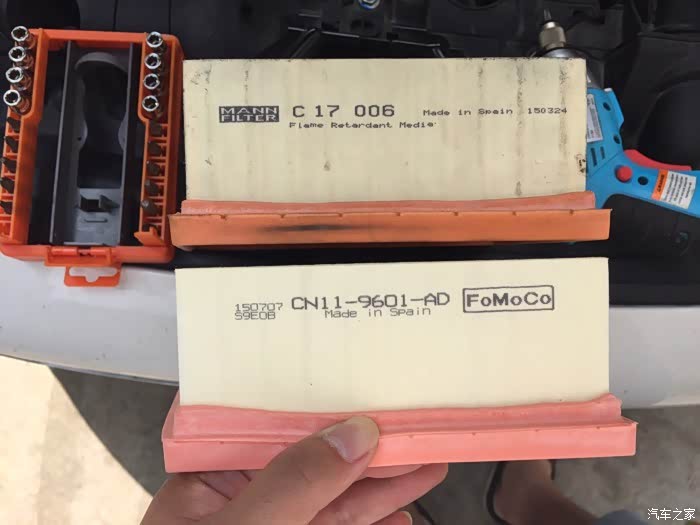 MANN
FILTER
C 17 006
Made in Spain
150324
Flame Retardant Media
150707
S9E0B
CN11-9601-AD
FoMoCo
Made in Spain
汽车之家